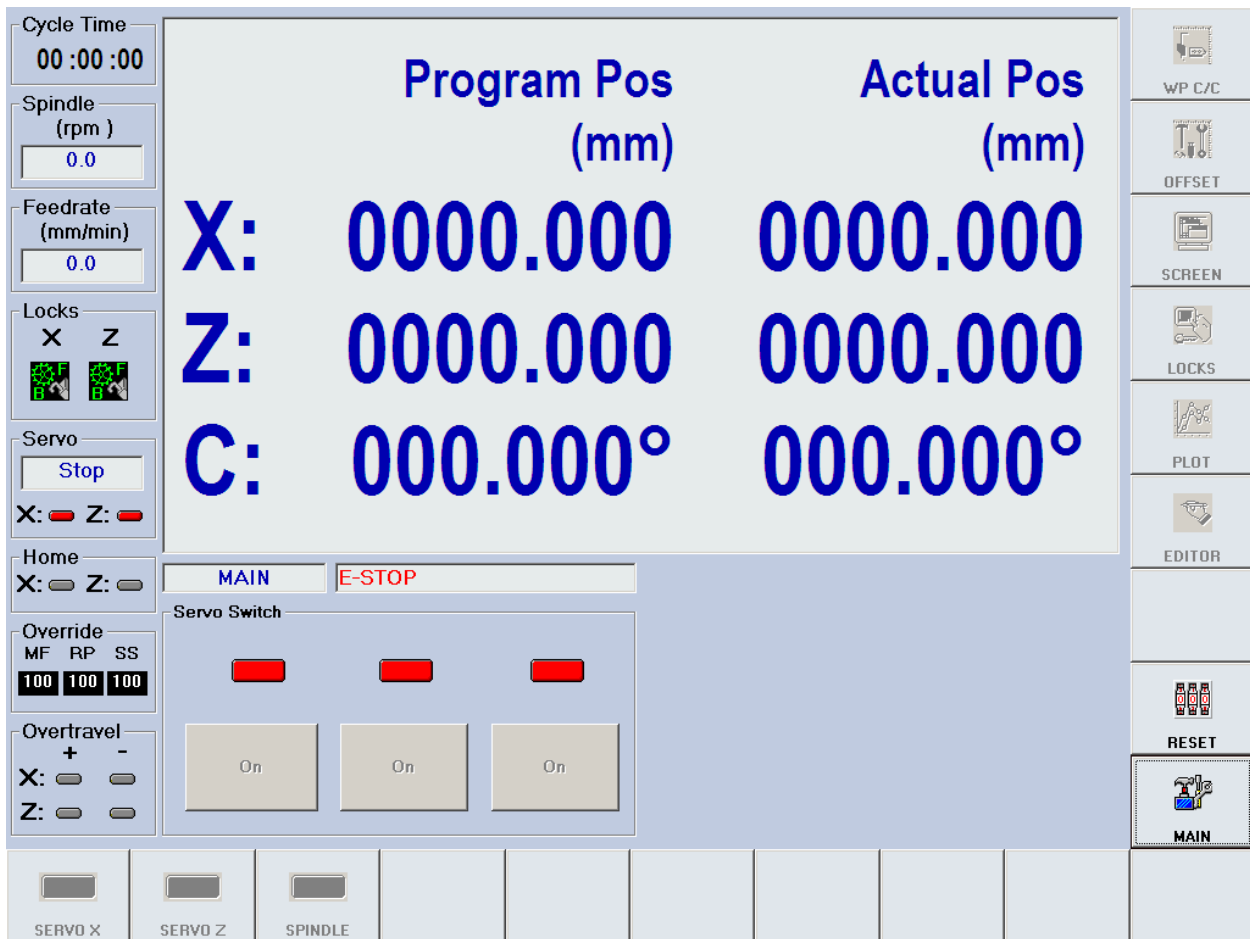 Cycle Time
00 :00 :00
Spindle
(rpm )
0.0
Feedrate
(mm/min)
0.0
Locks
X Z
F F
B B
Servo
Stop
X: Z:
Home
X: Z:
Override
MF RP SS
100 100 100
Overtravel
+ -
X:
Z:
Program Pos Actual Pos
(mm) (mm)
X: 0000.000 0000.000
Z: 0000.000 0000.000
C: 000.000° 000.000°
MAIN E-STOP
Servo Switch
On On On
WP C/C
OFFSET
SCREEN
LOCKS
PLOT
EDITOR
RESET
MAIN
SERVO X SERVO Z SPINDLE